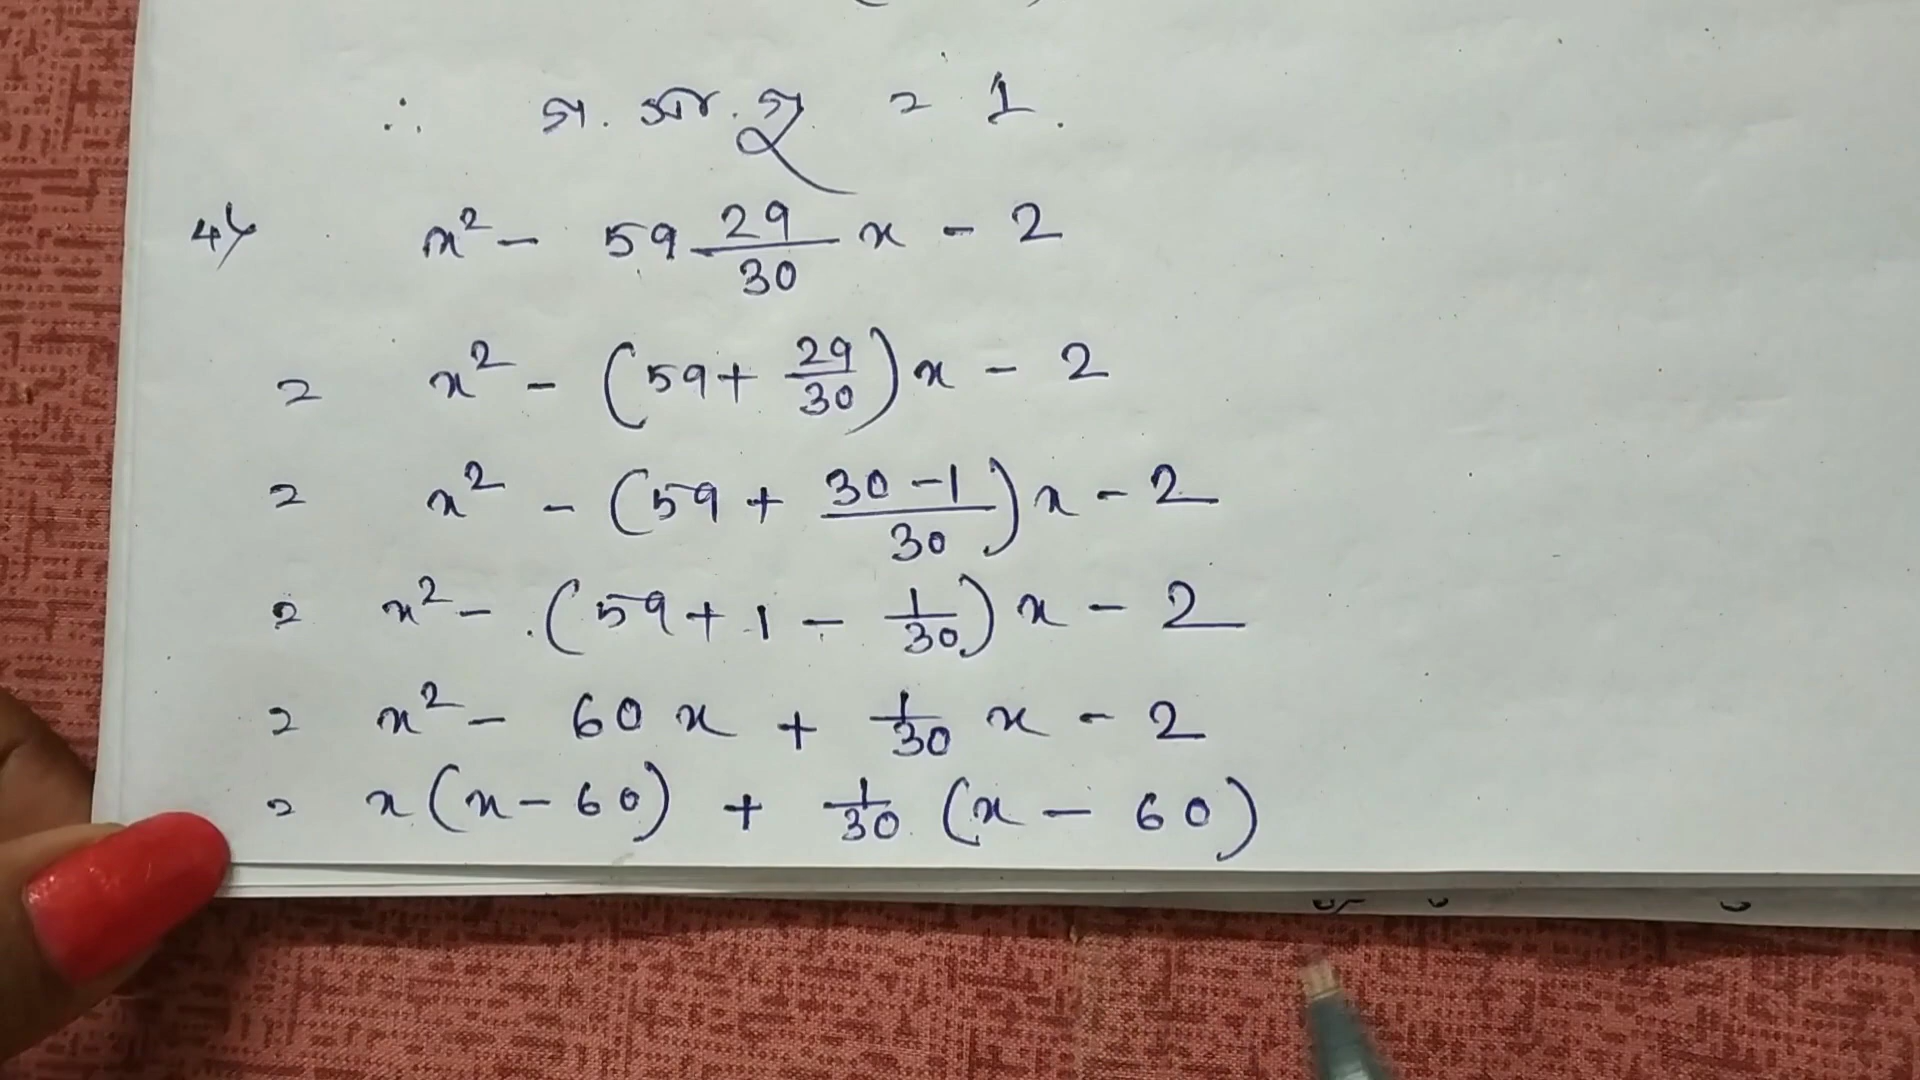 ∴ গ. সা. গু = 1.
4) x² - 59 29/30 x - 2
= x² - (59 + 29/30) x - 2
= x² - (59 + (30 - 1)/30) x - 2
= x² - (59 + 1 - 1/30) x - 2
= x² - 60 x + 1/30 x - 2
= x (x - 60) + 1/30 (x - 60)